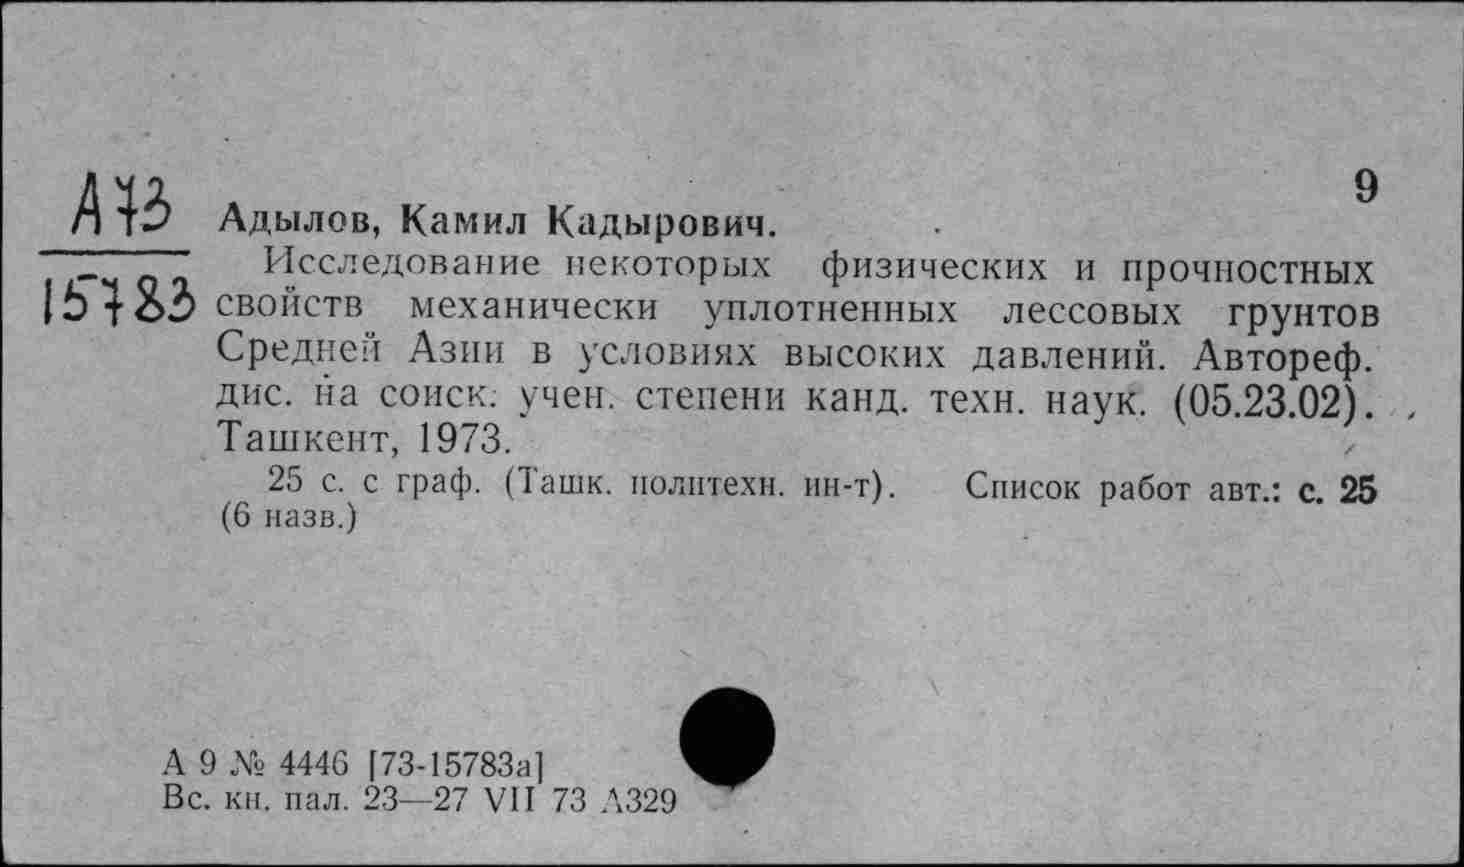 9
А73
15783
Адылов, Камил Кадырович.
Исследование некоторых физических и прочностных
свойств механически уплотненных лессовых грунтов
Средней Азии в условиях высоких давлений. Автореф.
дис. на соиск. учен. степени канд. техн. наук. (05.23.02).
Ташкент, 1973.
25 с. с граф. (Ташк. политехн. ин-т). Список работ авт.: с. 25
(6 назв.)
А 9 № 4446 [73-15783а]
Вс. кн. пал. 23—27 VII 73 А329